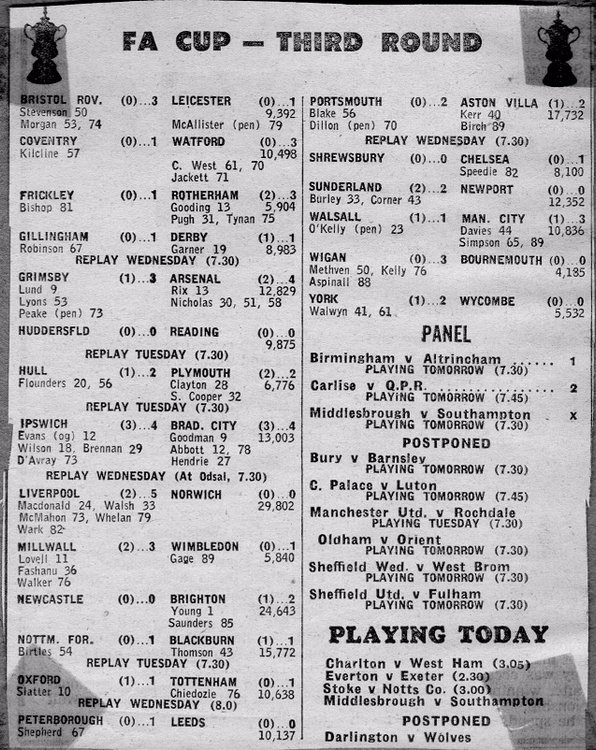 FA CUP — THIRD ROUND
BRISTOL ROV. (0)...3 LEICESTER (0)...1
Stevenson 50 9,392
Morgan 53, 74 McAllister (pen) 79
COVENTRY (0)...1 WATFORD (0)...3
Kilcline 57 10,498
C. West 61, 70
Jackett 71
FRICKLEY (0)...1 ROTHERHAM (2)...3
Bishop 81 Gooding 13 5,904
Pugh 31, Tynan 75
GILLINGHAM (0)...1 DERBY (1)...1
Robinson 67 Garner 19 8,983
REPLAY WEDNESDAY (7.30)
GRIMSBY (1)...3 ARSENAL (2)...4
Lund 9 Rix 13 12,829
Lyons 53 Nicholas 30, 51, 58
Peake (pen) 73
HUDDERSFLD (0)...0 READING (0)...0
9,875
REPLAY TUESDAY (7.30)
HULL (1)...2 PLYMOUTH (2)...2
Flounders 20, 56 Clayton 28 6,776
S. Cooper 32
REPLAY TUESDAY (7.30)
IPSWICH (3)...4 BRAD. CITY (3)...4
Evans (og) 12 Goodman 9 13,003
Wilson 18, Brennan 29 Abbott 12, 78
D'Avray 73 Hendrie 27
REPLAY WEDNESDAY (At Odsal, 7.30)
LIVERPOOL (2)...5 NORWICH (0)...0
Macdonald 24, Walsh 33 29,802
McMahon 73, Whelan 79
Wark 82
MILLWALL (2)...3 WIMBLEDON (0)...1
Lovell 11 Gage 89 5,840
Fashanu 36
Walker 76
NEWCASTLE (0)...0 BRIGHTON (1)...2
Young 1 24,643
Saunders 85
NOTTM. FOR. (0)...1 BLACKBURN (1)...1
Birtles 54 Thomson 43 15,772
REPLAY TUESDAY (7.30)
OXFORD (1)...1 TOTTENHAM (0)...1
Slatter 10 Chiedozie 76 10,638
REPLAY WEDNESDAY (8.0)
PETERBOROUGH (0)...1 LEEDS (0)...0
Shepherd 67 10,137
PORTSMOUTH (0)...2 ASTON VILLA (1)...2
Blake 56 Kerr 40 17,732
Dillon (pen) 70 Birch 89
REPLAY WEDNESDAY (7.30)
SHREWSBURY (0)...0 CHELSEA (0)...1
Speedie 82 8,100
SUNDERLAND (2)...2 NEWPORT (0)...0
Burley 33, Corner 43 12,352
WALSALL (1)...1 MAN. CITY (1)...3
O'Kelly (pen) 23 Davies 44 10,836
Simpson 65, 89
WIGAN (0)...3 BOURNEMOUTH (0)...0
Methven 50, Kelly 76 4,185
Aspinall 88
YORK (1)...2 WYCOMBE (0)...0
Walwyn 41, 61 5,532
PANEL
Birmingham v Altrincham ...... 1
PLAYING TOMORROW (7.30)
Carlise v Q.P.R. ............... 2
PLAYING TOMORROW (7.45)
Middlesbrough v Southampton x
PLAYING TOMORROW (7.30)
POSTPONED
Bury v Barnsley
PLAYING TOMORROW (7.30)
C. Palace v Luton
PLAYING TOMORROW (7.45)
Manchester Utd. v Rochdale
PLAYING TUESDAY (7.30)
Oldham v Orient
PLAYING TOMORROW (7.30)
Sheffield Wed. v West Brom
PLAYING TOMORROW (7.30)
Sheffield Utd. v Fulham
PLAYING TOMORROW (7.30)
PLAYING TODAY
Charlton v West Ham (3.05)
Everton v Exeter (2.30)
Stoke v Notts Co. (3.00)
Middlesbrough v Southampton
POSTPONED
Darlington v Wolves